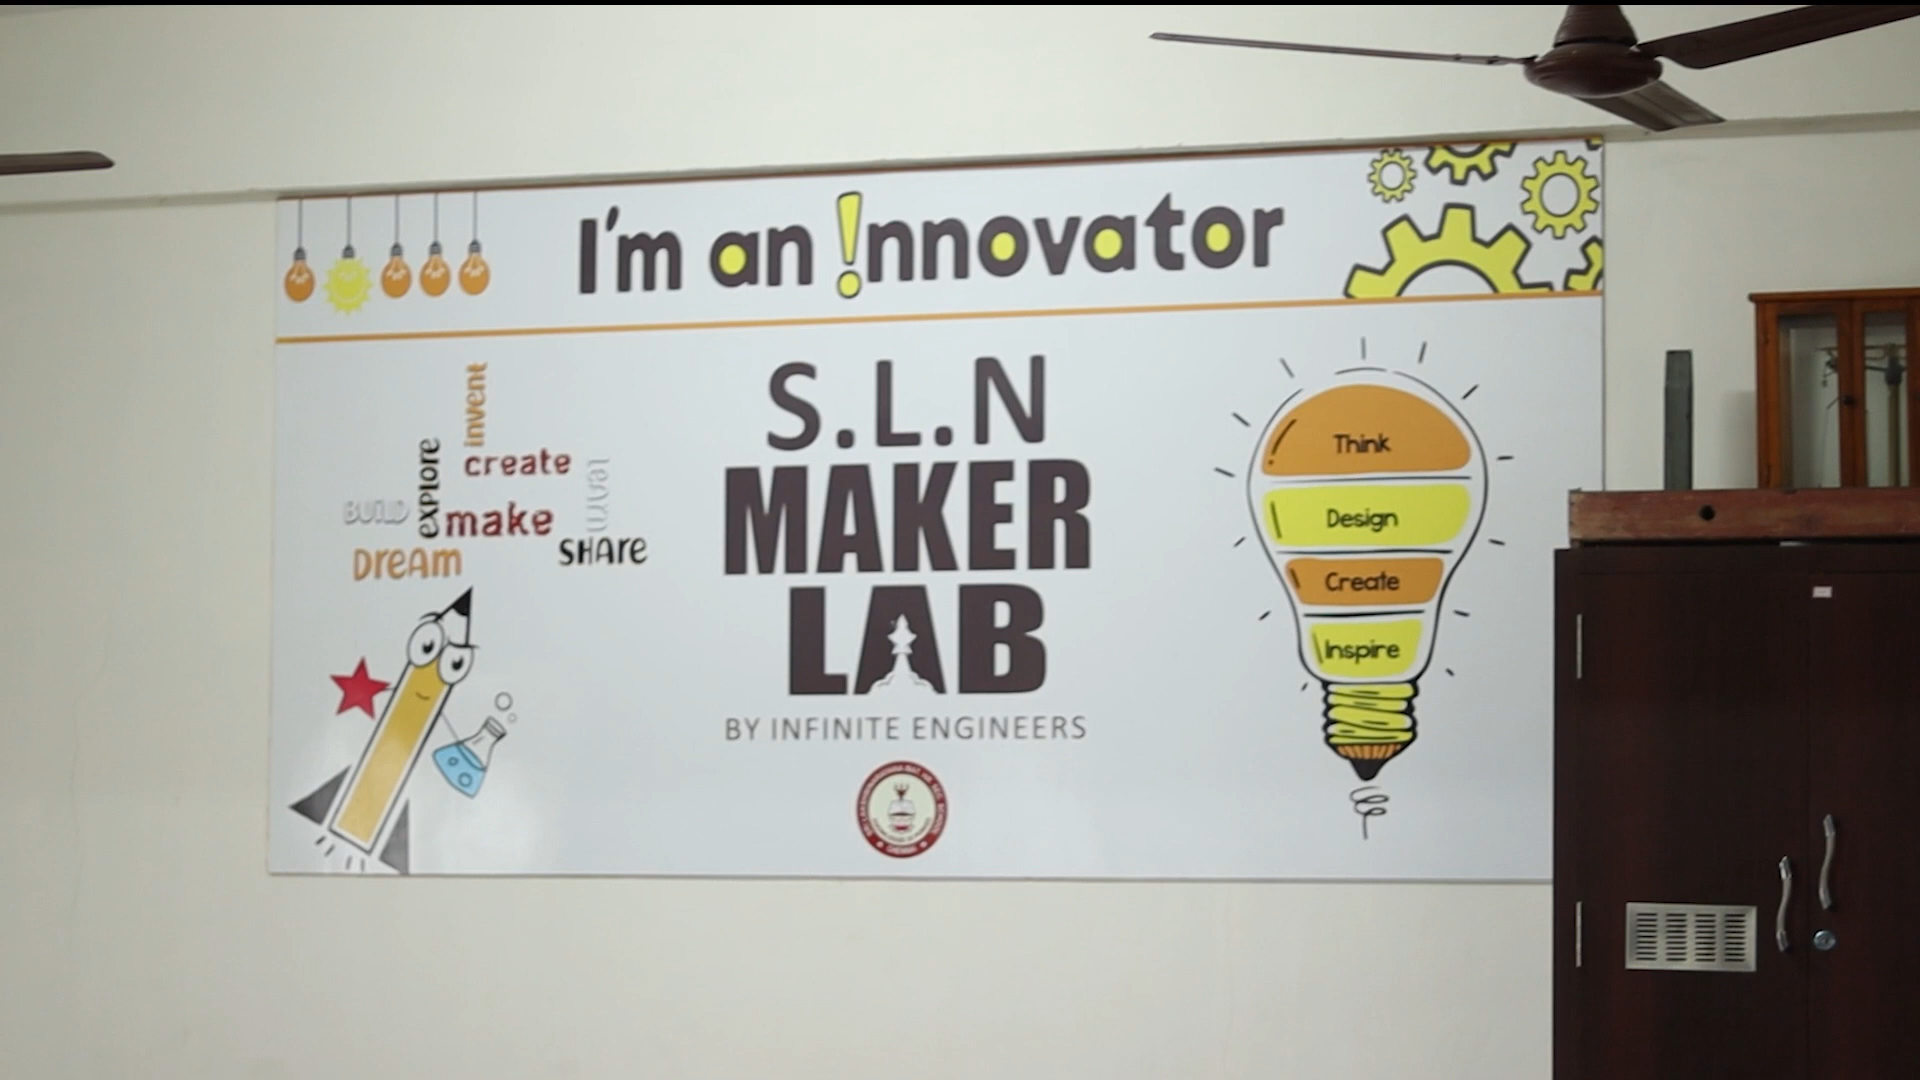 I'm an !nnovator
invent
explore
create
learn
BUILD
make
DREAM
SHARE
S.L.N
MAKER
LAB
BY INFINITE ENGINEERS
Think
Design
Create
Inspire